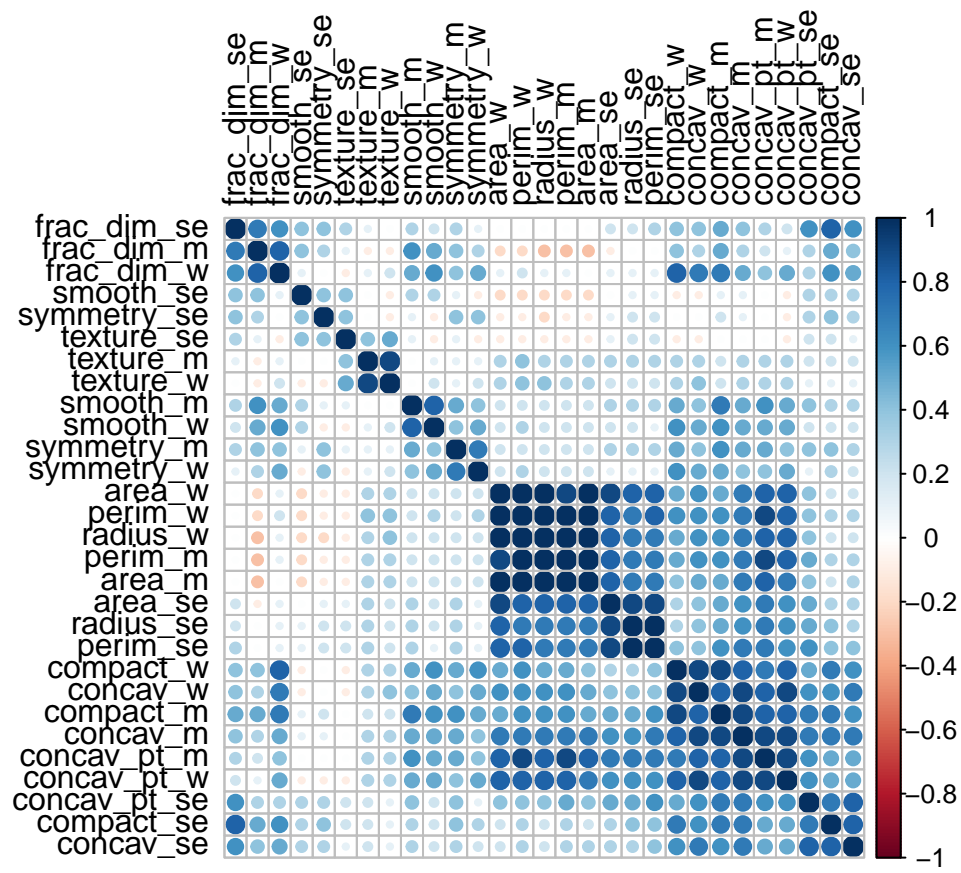 frac_dim_se
frac_dim_m
frac_dim_w
smooth_se
symmetry_se
texture_se
texture_m
texture_w
smooth_m
smooth_w
symmetry_m
symmetry_w
area_w
perim_w
radius_w
perim_m
area_m
area_se
radius_se
perim_se
compact_w
concav_w
compact_m
concav_m
concav_pt_m
concav_pt_w
concav_pt_se
compact_se
concav_se
frac_dim_se
frac_dim_m
frac_dim_w
smooth_se
symmetry_se
texture_se
texture_m
texture_w
smooth_m
smooth_w
symmetry_m
symmetry_w
area_w
perim_w
radius_w
perim_m
area_m
area_se
radius_se
perim_se
compact_w
concav_w
compact_m
concav_m
concav_pt_m
concav_pt_w
concav_pt_se
compact_se
concav_se
1
0.8
0.6
0.4
0.2
0
−0.2
−0.4
−0.6
−0.8
−1